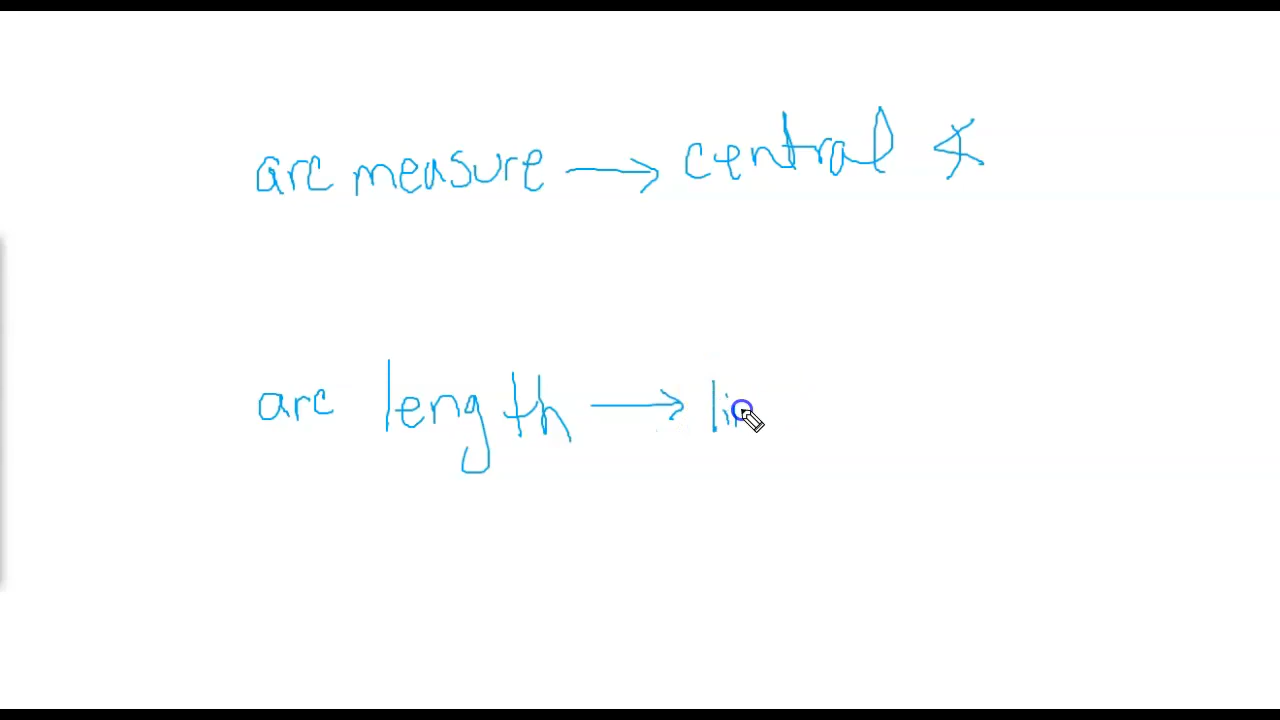 arc measure → central ∢
arc length → li